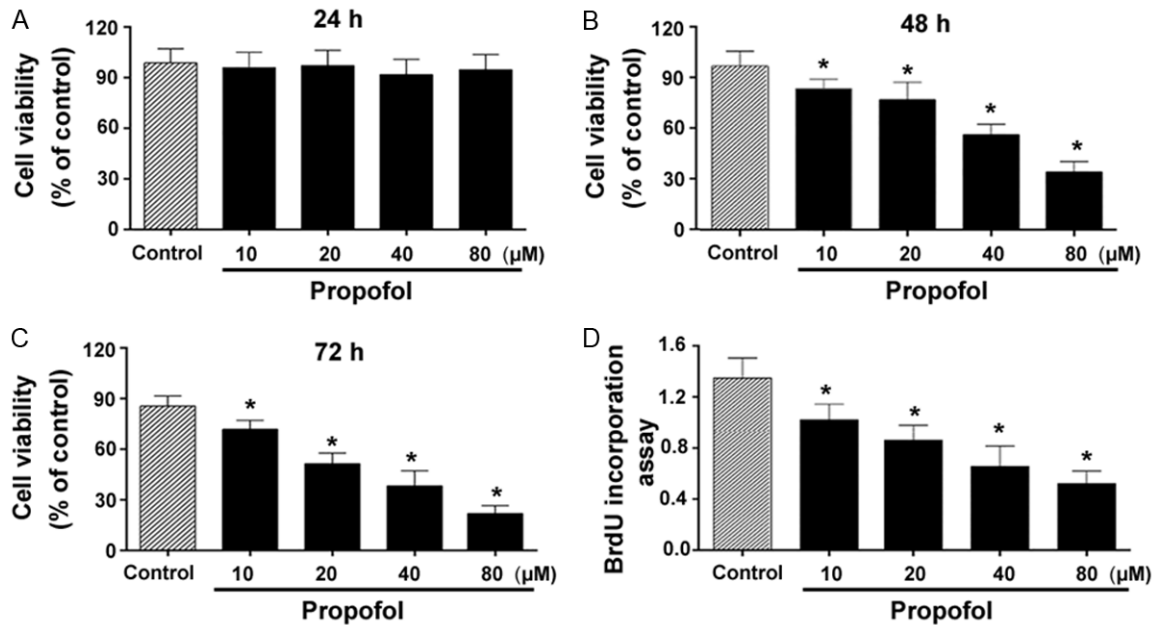 A
24 h
Cell viability
(% of control)
120
90
60
30
0
Control 10 20 40 80 (μM)
Propofol
B
48 h
Cell viability
(% of control)
120
90
60
30
0
* * * *
Control 10 20 40 80 (μM)
Propofol
C
72 h
Cell viability
(% of control)
120
90
60
30
0
* * * *
Control 10 20 40 80 (μM)
Propofol
D
BrdU incorporation
assay
1.6
1.2
0.8
0.4
0.0
* * * *
Control 10 20 40 80 (μM)
Propofol